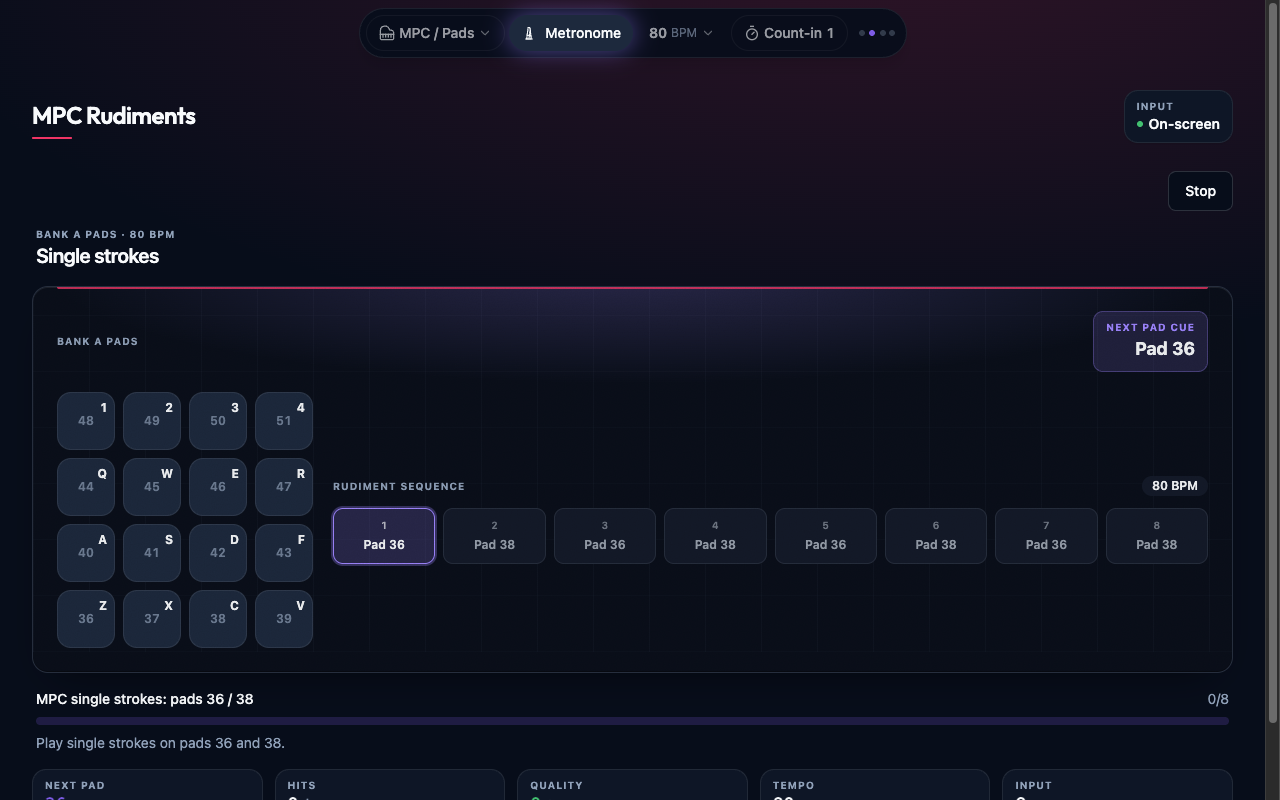 MPC / Pads
Metronome
80 BPM
Count-in 1
MPC Rudiments
INPUT
On-screen
Stop
BANK A PADS · 80 BPM
Single strokes
BANK A PADS
NEXT PAD CUE
Pad 36
1
48
2
49
3
50
4
51
Q
44
W
45
E
46
R
47
A
40
S
41
D
42
F
43
Z
36
X
37
C
38
V
39
RUDIMENT SEQUENCE
80 BPM
1
Pad 36
2
Pad 38
3
Pad 36
4
Pad 38
5
Pad 36
6
Pad 38
7
Pad 36
8
Pad 38
MPC single strokes: pads 36 / 38
0/8
Play single strokes on pads 36 and 38.
NEXT PAD
HITS
QUALITY
TEMPO
INPUT